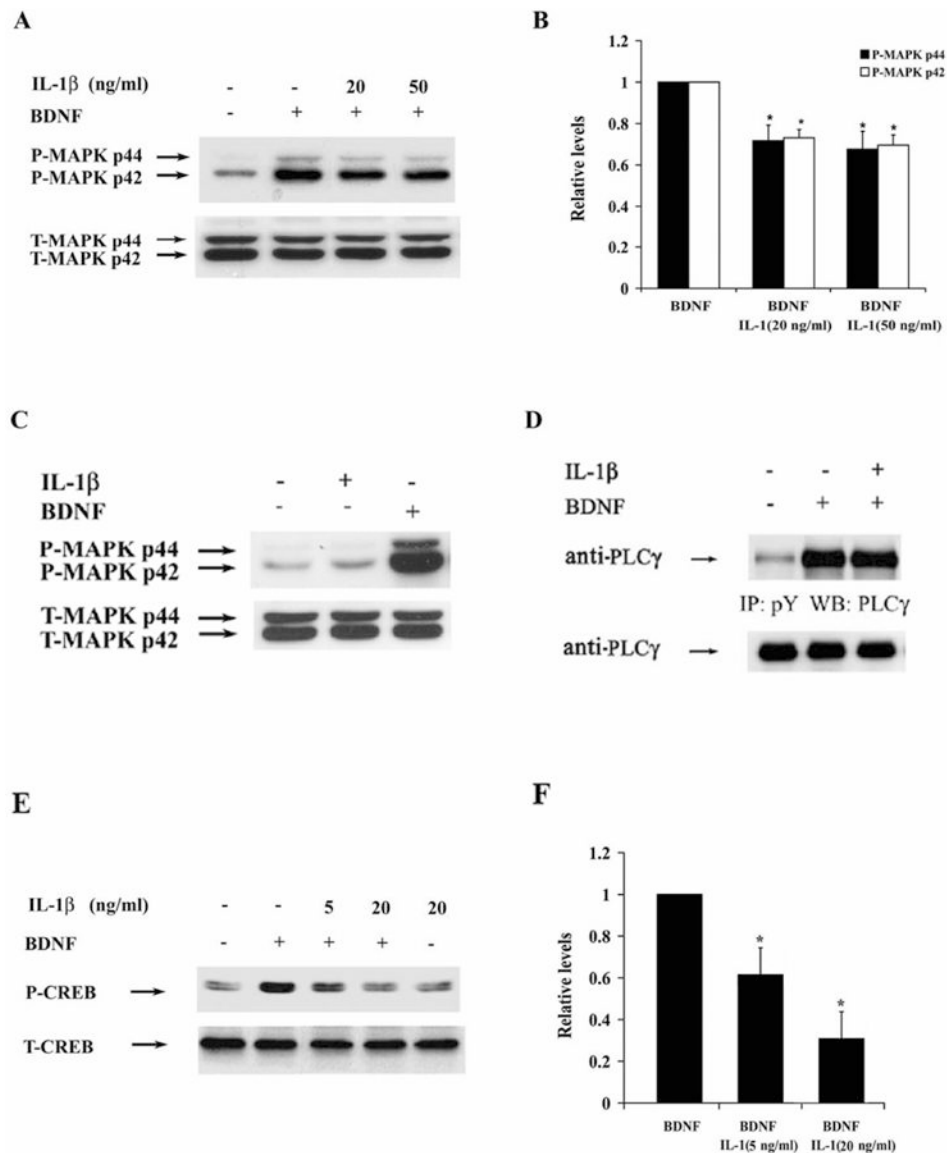 A
IL-1β (ng/ml) - - 20 50
BDNF - + + +
P-MAPK p44
P-MAPK p42
T-MAPK p44
T-MAPK p42
B
P-MAPK p44
P-MAPK p42
Relative levels
1.2
1
0.8
0.6
0.4
0.2
0
* * * *
BDNF BDNF BDNF
IL-1(20 ng/ml) IL-1(50 ng/ml)
C
IL-1β - + -
BDNF - - +
P-MAPK p44
P-MAPK p42
T-MAPK p44
T-MAPK p42
D
IL-1β - - +
BDNF - + +
anti-PLCγ
IP: pY WB: PLCγ
anti-PLCγ
E
IL-1β (ng/ml) - - 5 20 20
BDNF - + + + -
P-CREB
T-CREB
F
Relative levels
1.2
1
0.8
0.6
0.4
0.2
0
* *
BDNF BDNF BDNF
IL-1(5 ng/ml) IL-1(20 ng/ml)